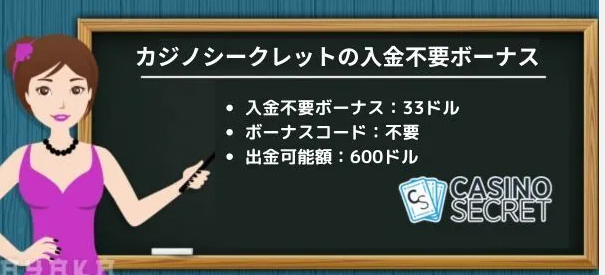 カジノシークレットの入金不要ボーナス
• 入金不要ボーナス：33ドル
• ボーナスコード：不要
• 出金可能額：600ドル
CS
CASINO
SECRET
AYAKA